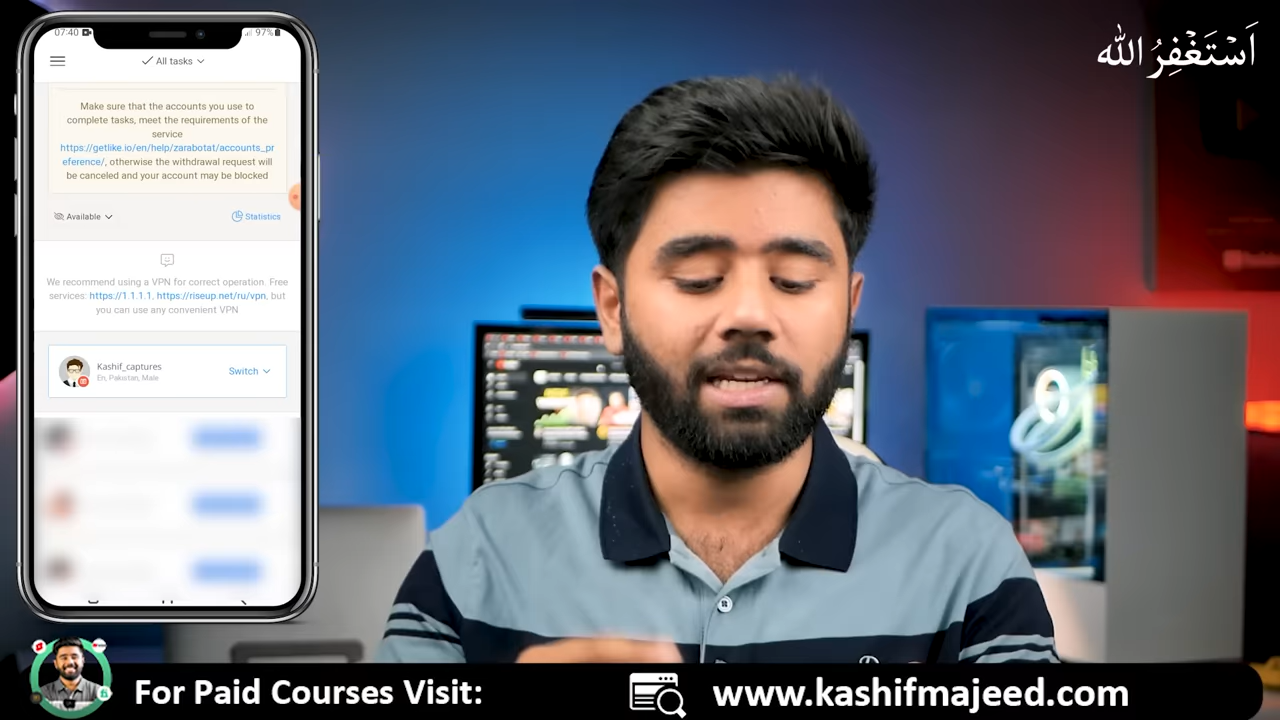 07:40
97%
All tasks
Make sure that the accounts you use to
complete tasks, meet the requirements of the
service
https://getlike.io/en/help/zarabotat/accounts_pr
eference/, otherwise the withdrawal request will
be canceled and your account may be blocked
Available
Statistics
We recommend using a VPN for correct operation. Free
services: https://1.1.1.1, https://riseup.net/ru/vpn, but
you can use any convenient VPN
Kashif_captures
En, Pakistan, Male
Switch
اَسْتَغْفِرُ اللّٰه
For Paid Courses Visit:
www.kashifmajeed.com